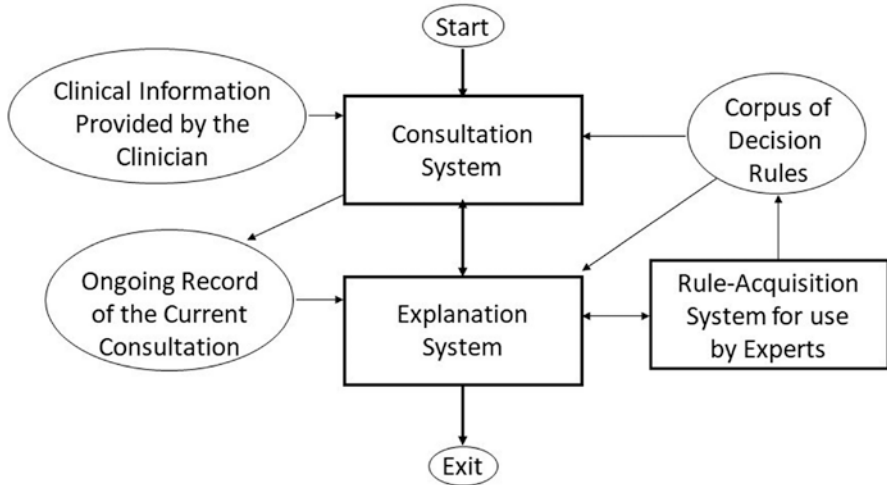 Start
Clinical Information
Provided by the
Clinician
Consultation
System
Corpus of
Decision
Rules
Ongoing Record
of the Current
Consultation
Explanation
System
Rule-Acquisition
System for use
by Experts
Exit